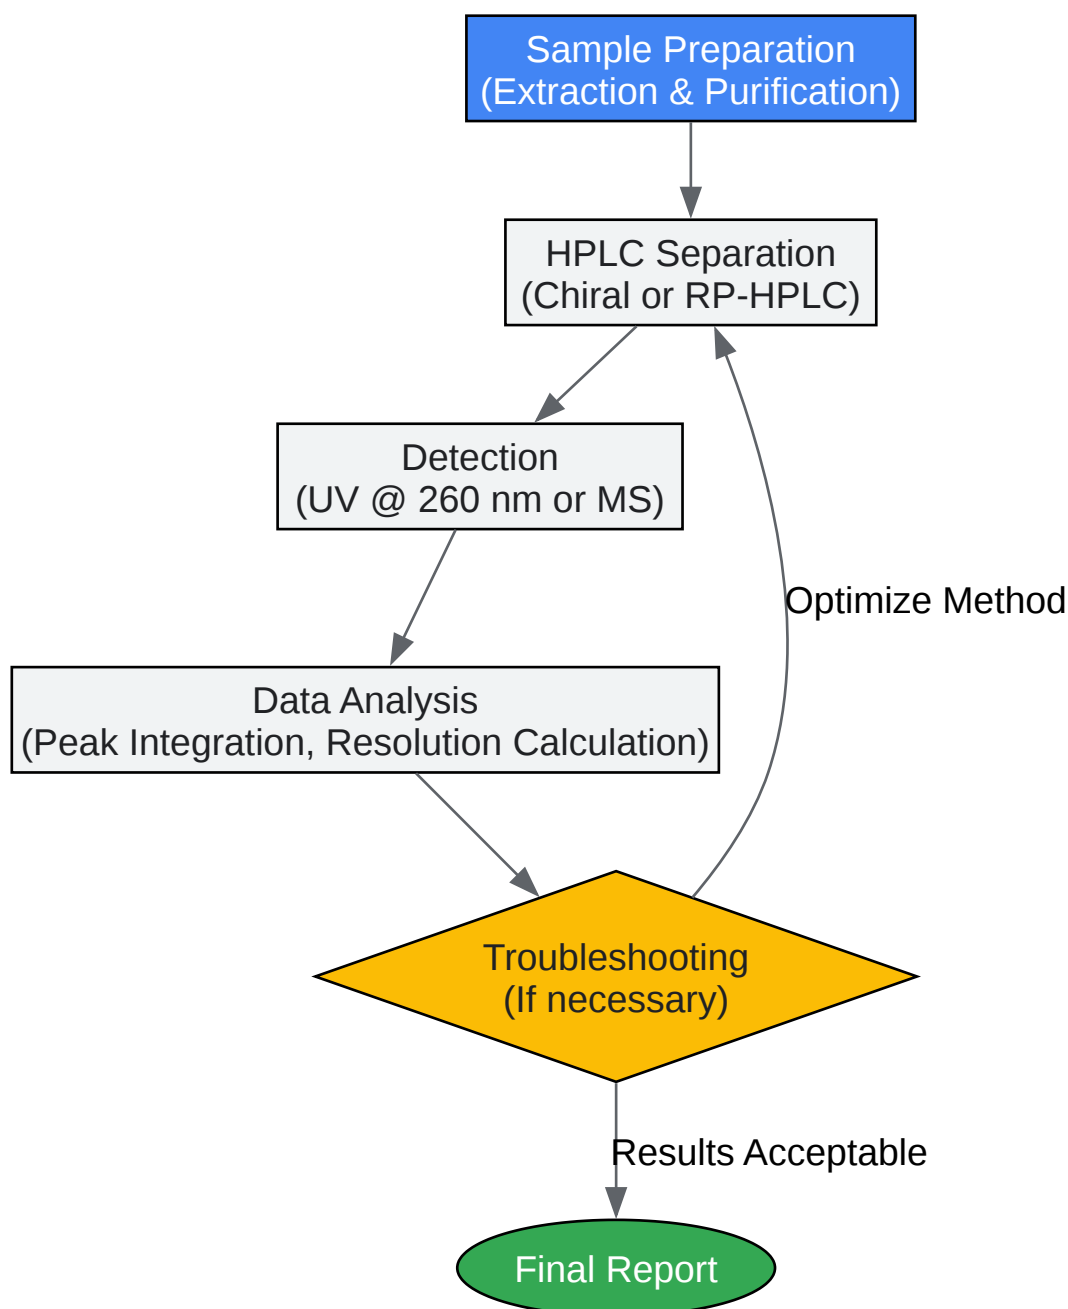 Sample Preparation
(Extraction & Purification)
HPLC Separation
(Chiral or RP-HPLC)
Detection
(UV @ 260 nm or MS)
Optimize Method
Data Analysis
(Peak Integration, Resolution Calculation)
Troubleshooting
(If necessary)
Results Acceptable
Final Report